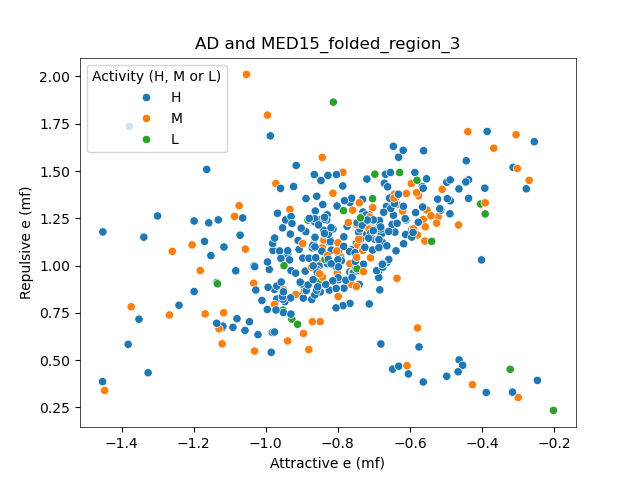 AD and MED15_folded_region_3
Activity (H, M or L)
H
M
L
2.00
1.75
1.50
1.25
1.00
0.75
0.50
0.25
Repulsive e (mf)
−1.4 −1.2 −1.0 −0.8 −0.6 −0.4 −0.2
Attractive e (mf)